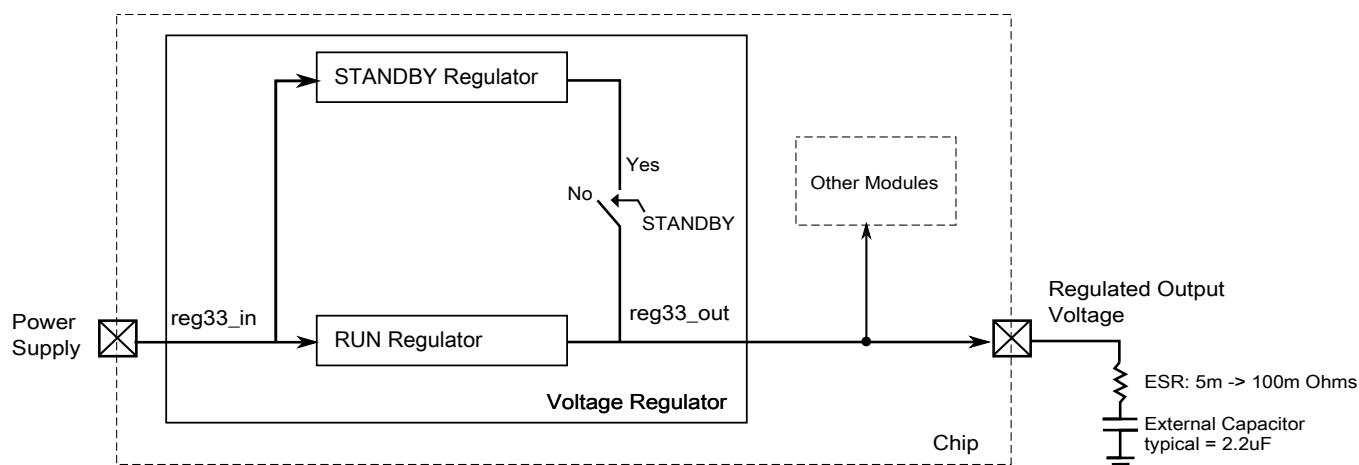 STANDBY Regulator
Yes
No
STANDBY
Other Modules
Power
Supply
reg33_in
RUN Regulator
reg33_out
Regulated Output
Voltage
Voltage Regulator
Chip
ESR: 5m -> 100m Ohms
External Capacitor
typical = 2.2uF